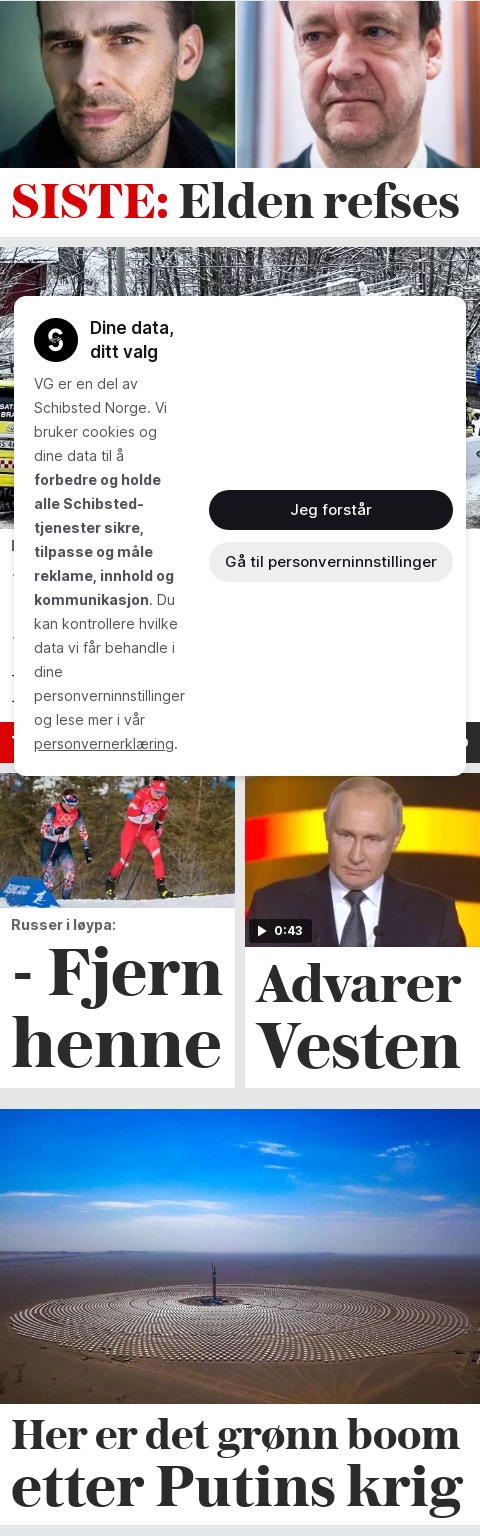 SISTE: Elden refses
Dine data,
ditt valg
VG er en del av
Schibsted Norge. Vi
bruker cookies og
dine data til å
forbedre og holde
alle Schibsted-
tjenester sikre,
tilpasse og måle
reklame, innhold og
kommunikasjon. Du
kan kontrollere hvilke
data vi får behandle i
dine
personverninnstillinger
og lese mer i vår
personvernerklæring.
Jeg forstår
Gå til personverninnstillinger
Russer i løypa:
- Fjern
henne
0:43
Advarer
Vesten
Her er det grønn boom
etter Putins krig